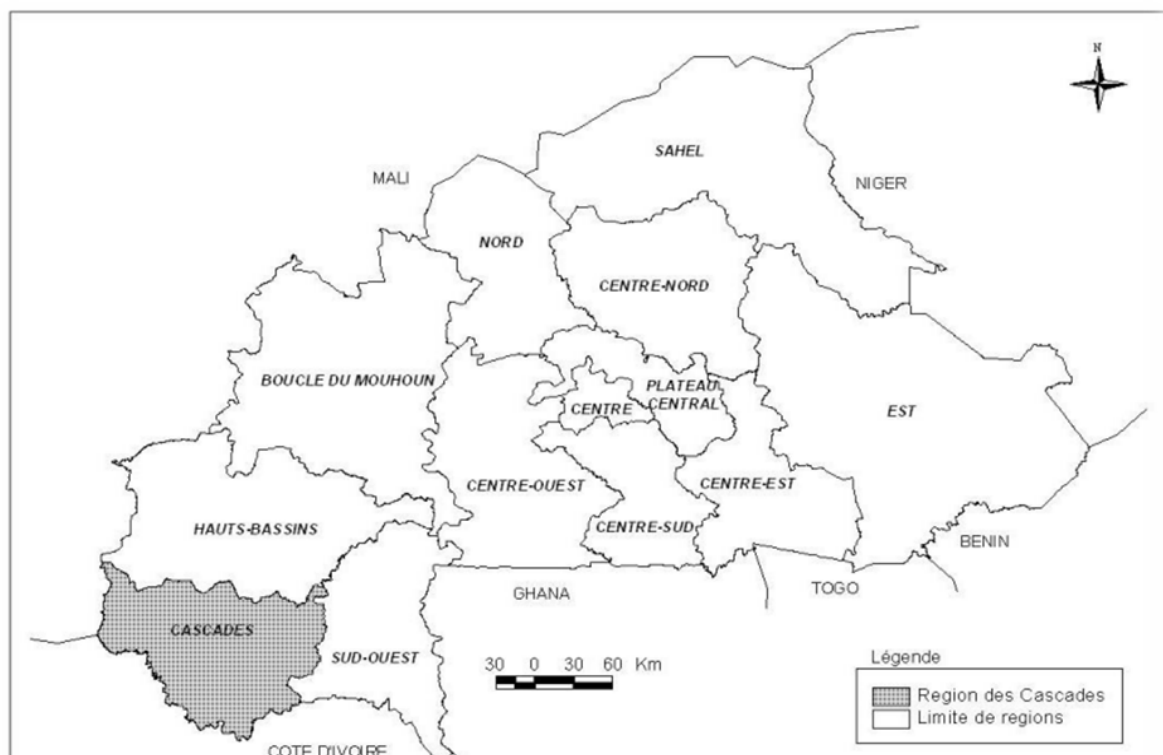 N
SAHEL
MALI
NIGER
NORD
CENTRE-NORD
BOUCLE DU MOUHOUN
PLATEAU
CENTRAL
CENTRE
EST
CENTRE-OUEST
CENTRE-EST
HAUTS-BASSINS
CENTRE-SUD
BENIN
GHANA
TOGO
CASCADES
SUD-OUEST
30 0 30 60 Km
Légende
Region des Cascades
Limite de regions
COTE D'IVOIRE